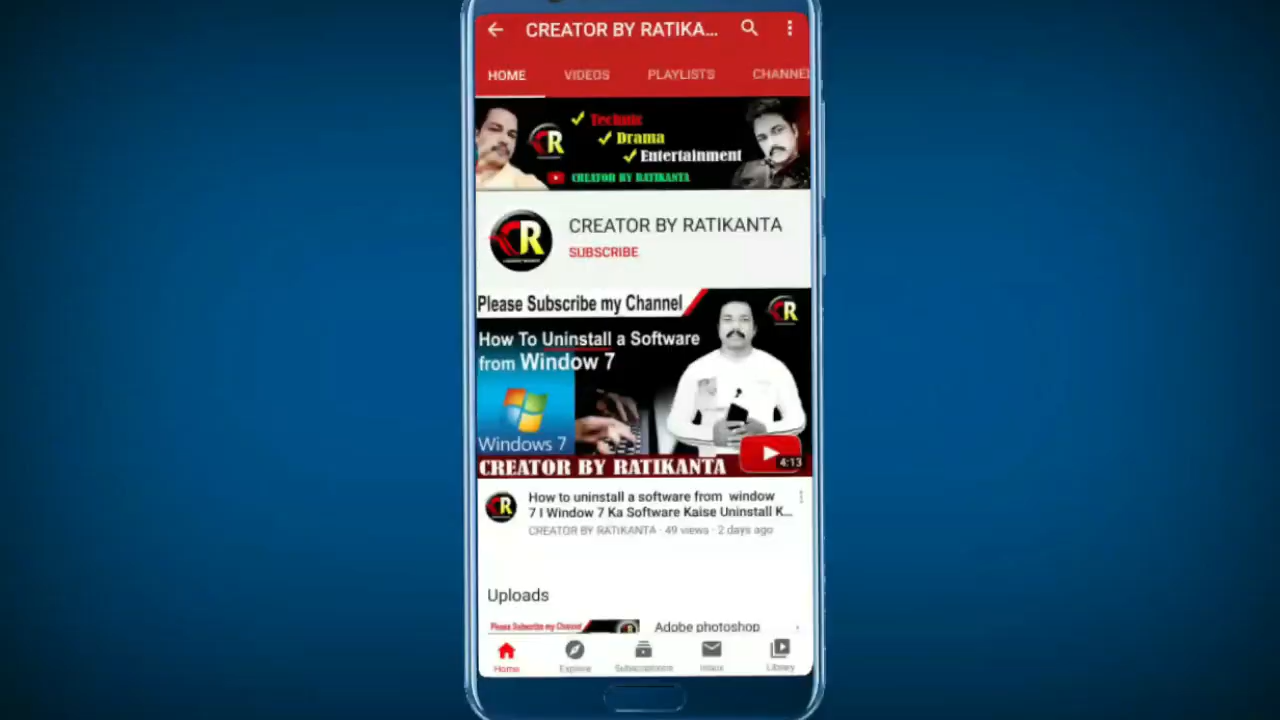 CREATOR BY RATIKA...
HOME VIDEOS PLAYLISTS CHANNEL
Technic
Drama
Entertainment
CREATOR BY RATIKANTA
CR
CREATOR BY RATIKANTA
SUBSCRIBE
Please Subscribe my Channel
How To Uninstall a Software
from Window 7
Windows 7
CREATOR BY RATIKANTA
4:13
How to uninstall a software from window
7 I Window 7 Ka Software Kaise Uninstall K...
CREATOR BY RATIKANTA · 49 views · 2 days ago
Uploads
Please Subscribe my Channel
Adobe photoshop
Home Explore Subscriptions Inbox Library